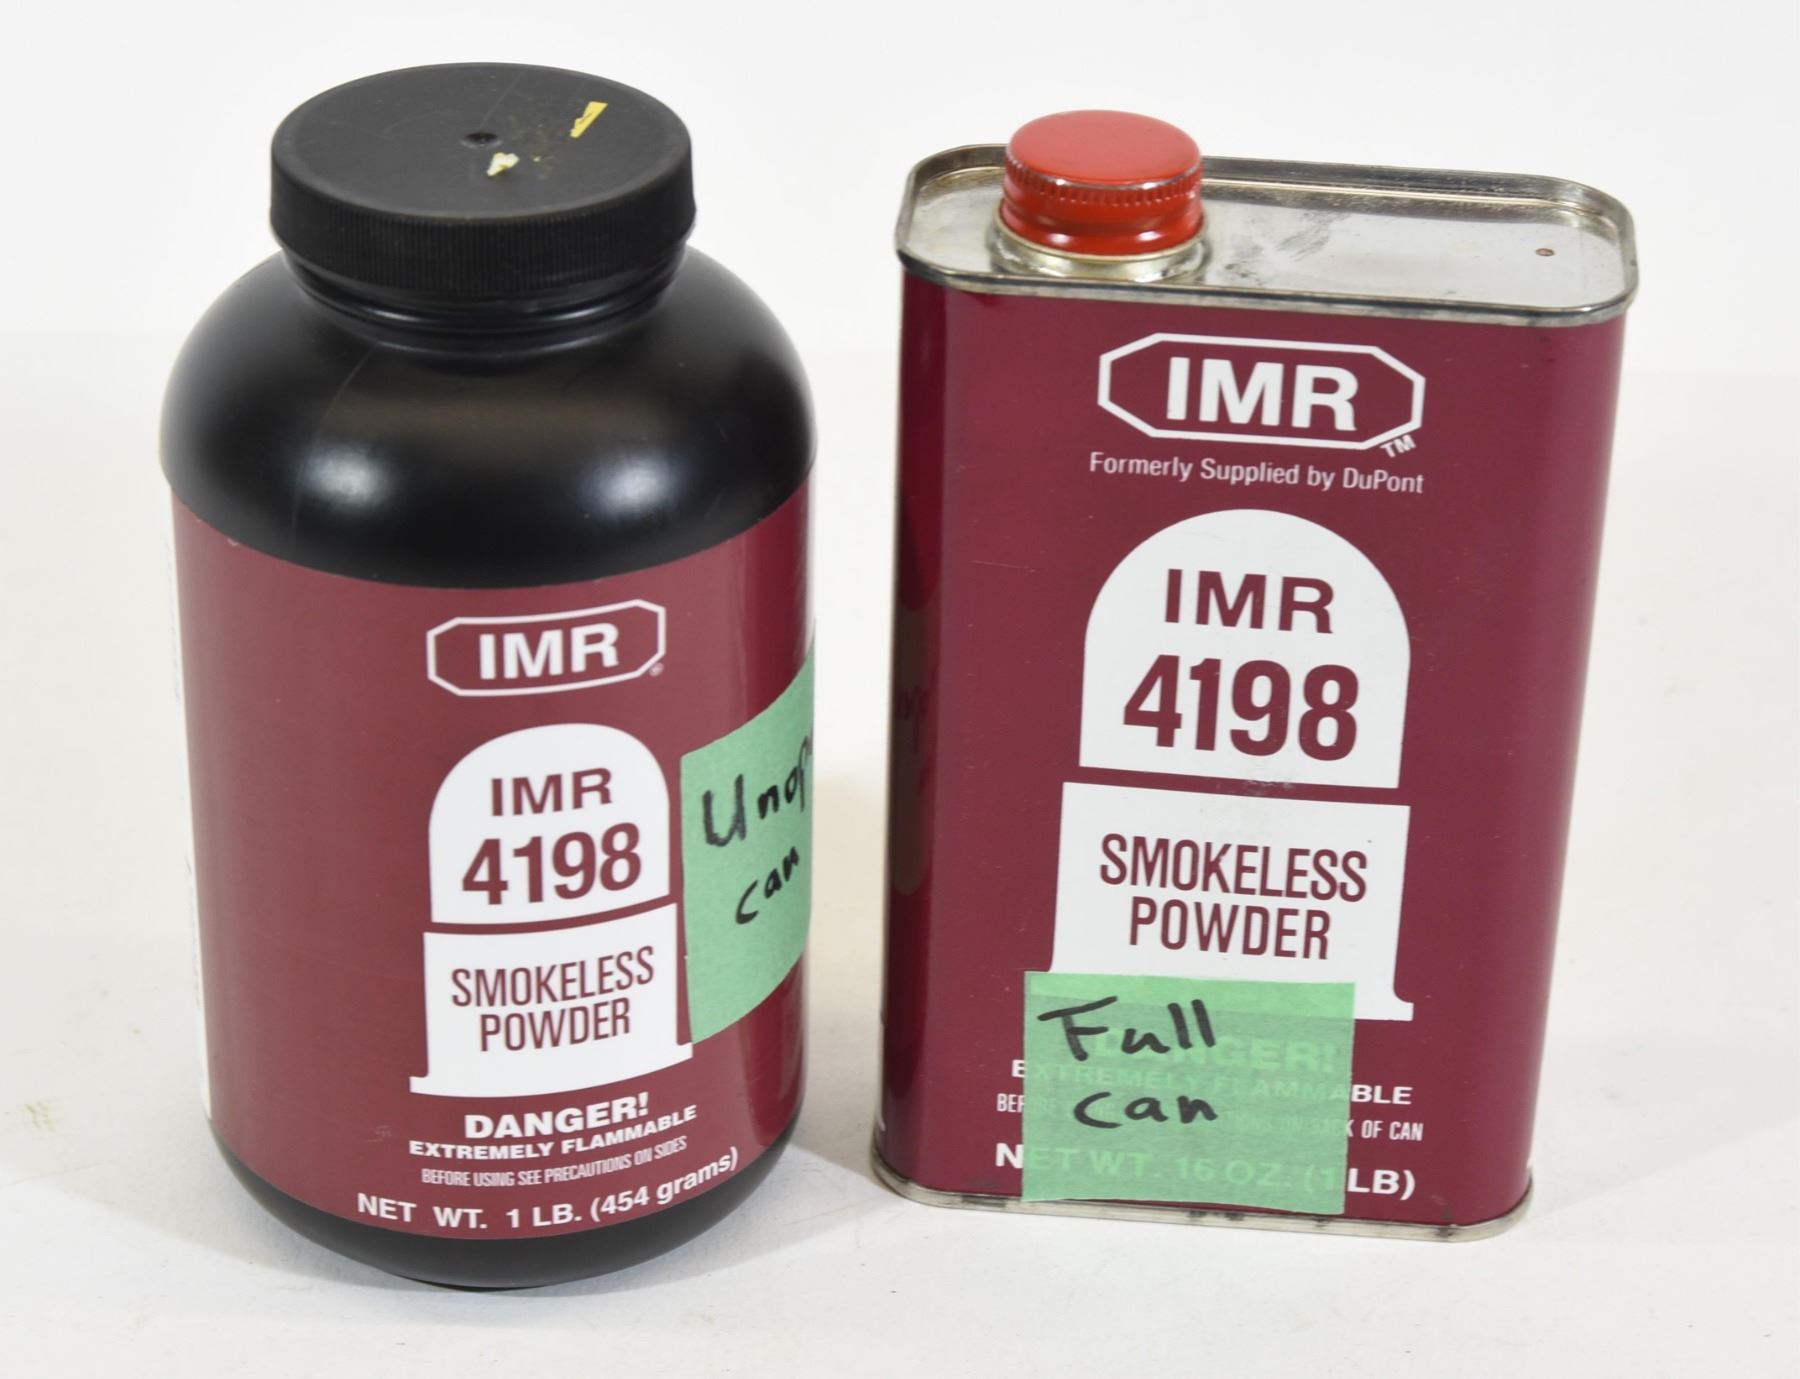 IMR
IMR
4198
SMOKELESS
POWDER
DANGER!
EXTREMELY FLAMMABLE
BEFORE USING SEE PRECAUTIONS ON SIDES
NET WT. 1 LB. (454 grams)
can
IMR
TM
Formerly Supplied by DuPont
IMR
4198
SMOKELESS
POWDER
Full
can
DANGER!
EXTREMELY FLAMMABLE
OF CAN
NET WT. 16 OZ. (1 LB)